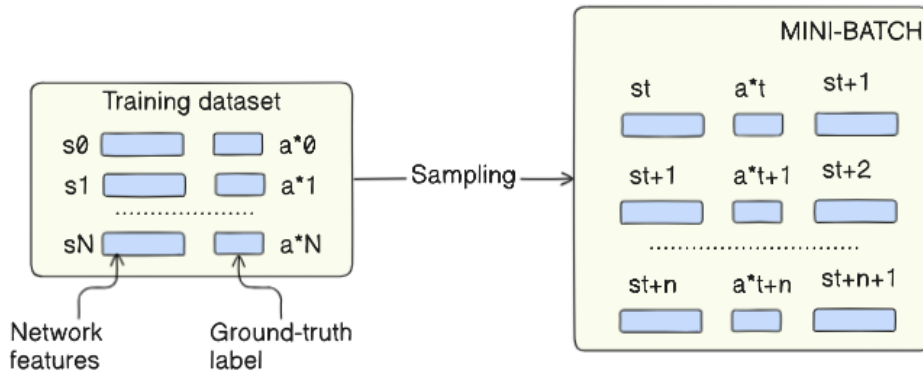 MINI-BATCH
Training dataset
s0 a*0
s1 a*1
sN a*N
Network
features
Ground-truth
label
Sampling
st a*t st+1
st+1 a*t+1 st+2
st+n a*t+n st+n+1